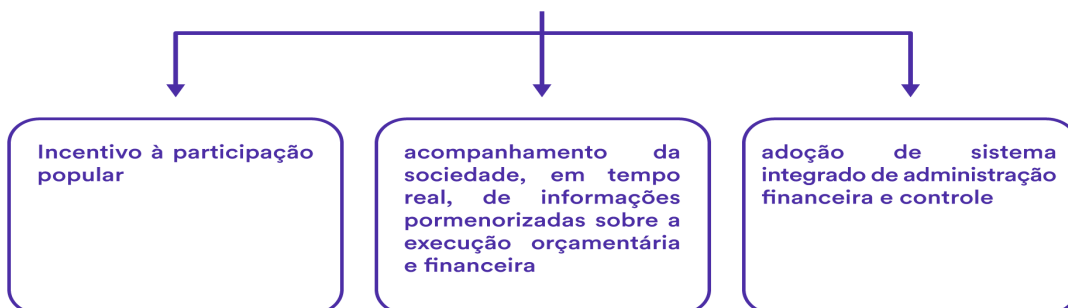 Incentivo à participação
popular
acompanhamento da
sociedade, em tempo
real, de informações
pormenorizadas sobre a
execução orçamentária
e financeira
adoção de sistema
integrado de administração
financeira e controle